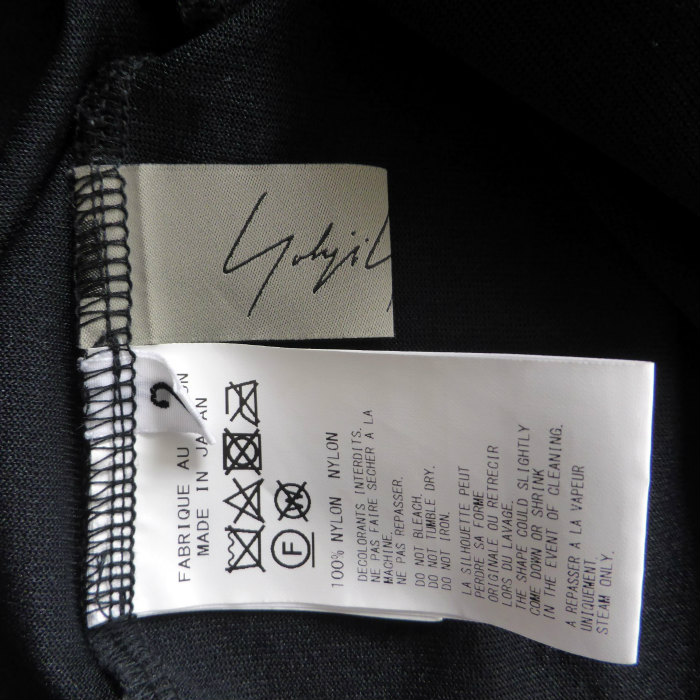 Yohji
2
FABRIQUE AU
MADE IN JAPAN
F
W
100% NYLON NYLON
DECOLORANTS INTERDITS.
NE PAS FAIRE SECHER A LA
MACHINE.
NE PAS REPASSER.
DO NOT BLEACH.
DO NOT TUMBLE DRY.
DO NOT IRON.
LA SILHOUETTE PEUT
PERDRE SA FORME
ORIGINALE OU RETRECIR
LORS DU LAVAGE.
THE SHAPE COULD SLIGHTLY
COME DOWN OR SHRINK
IN THE EVENT OF CLEANING.
A REPASSER A LA VAPEUR
UNIQUEMENT
STEAM ONLY.